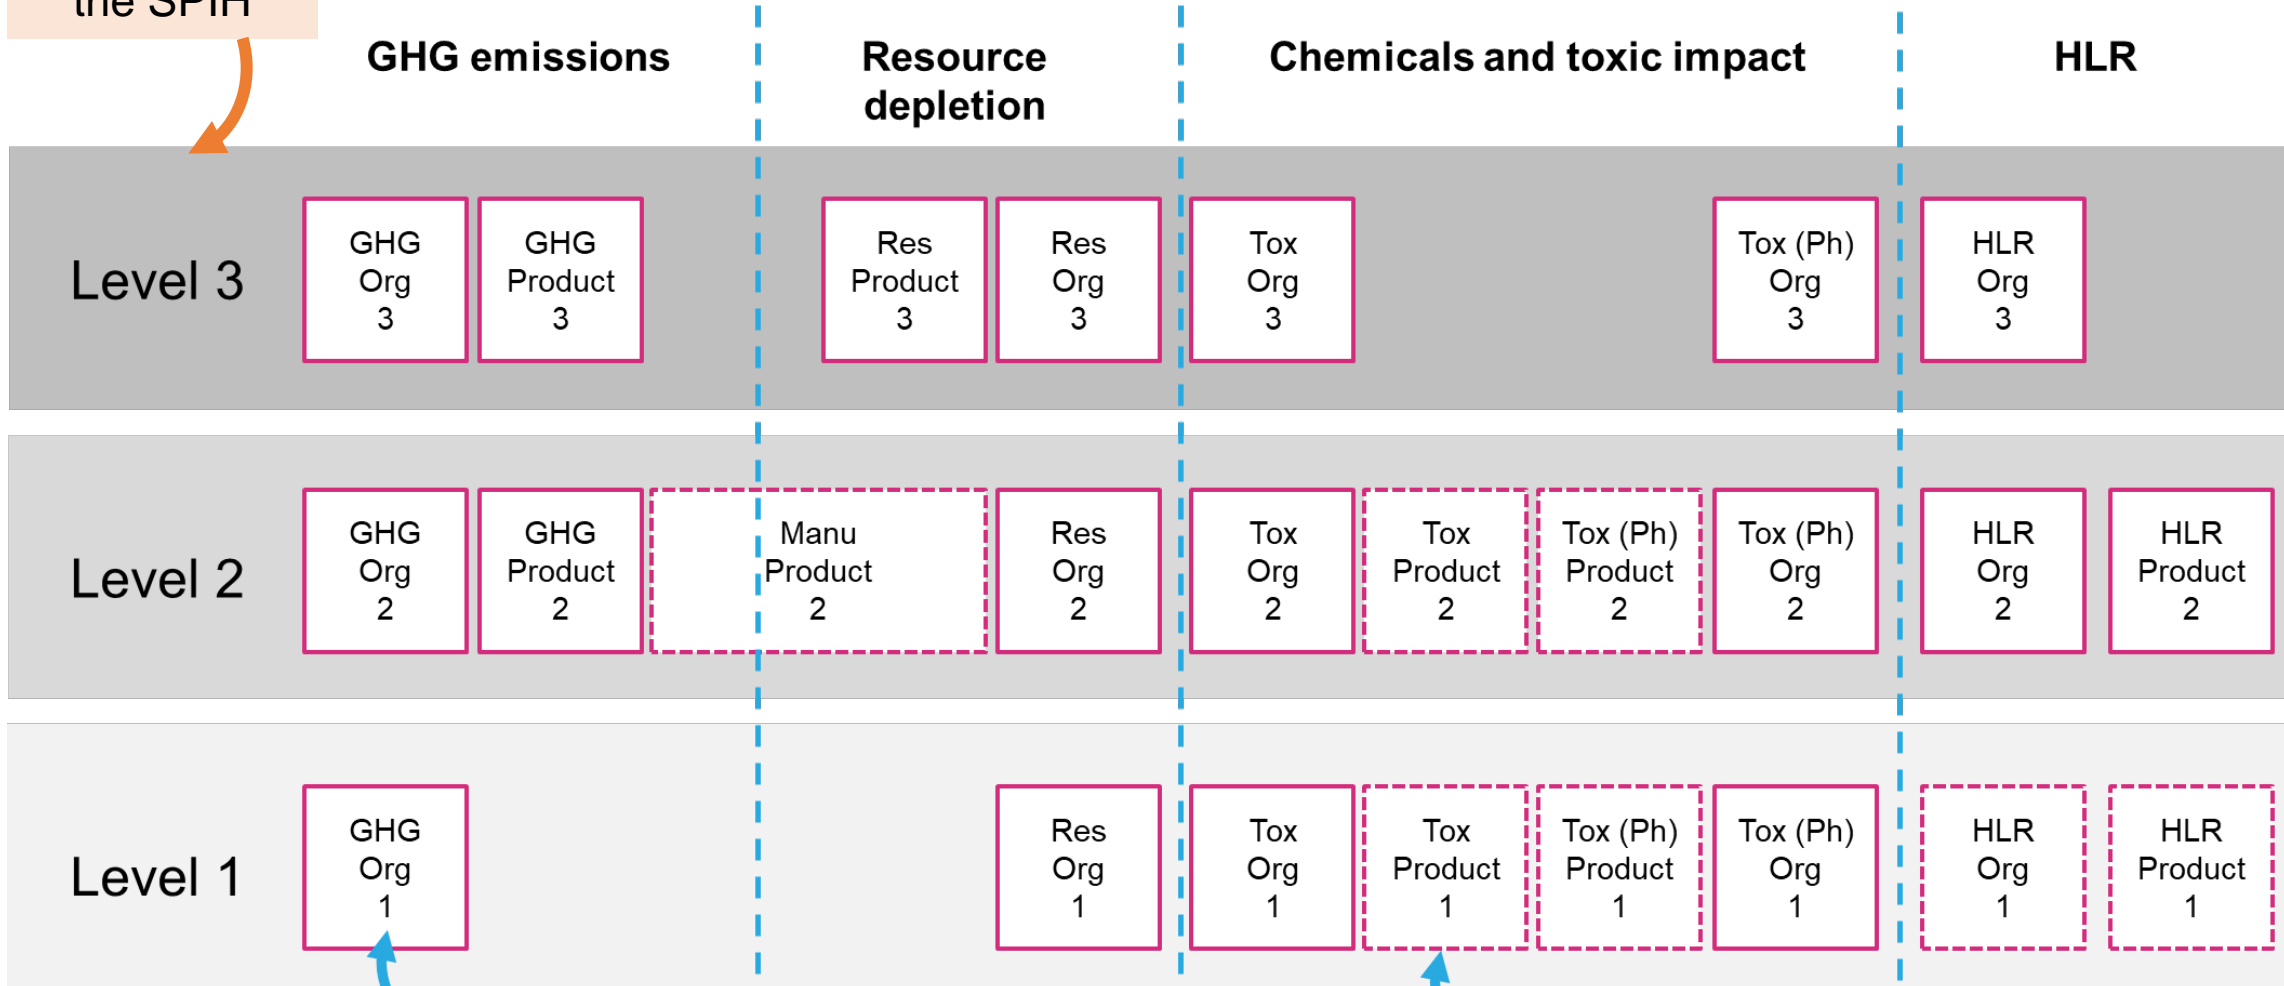 the SPIH
GHG emissions
Resource
depletion
Chemicals and toxic impact
HLR
Level 3
GHG
Org
3
GHG
Product
3
Res
Product
3
Res
Org
3
Tox
Org
3
Tox (Ph)
Org
3
HLR
Org
3
Level 2
GHG
Org
2
GHG
Product
2
Manu
Product
2
Res
Org
2
Tox
Org
2
Tox
Product
2
Tox (Ph)
Product
2
Tox (Ph)
Org
2
HLR
Org
2
HLR
Product
2
Level 1
GHG
Org
1
Res
Org
1
Tox
Org
1
Tox
Product
1
Tox (Ph)
Product
1
Tox (Ph)
Org
1
HLR
Org
1
HLR
Product
1